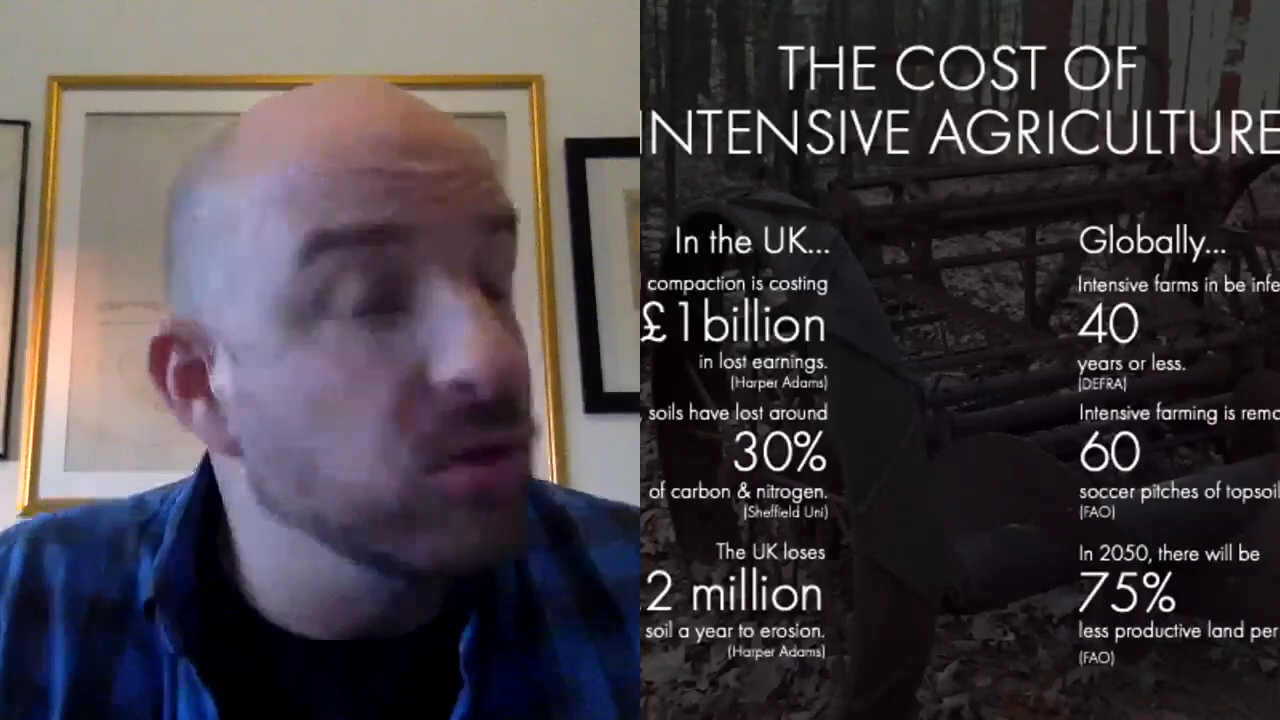 THE COST OF
INTENSIVE AGRICULTURE
In the UK...
compaction is costing
£1billion
in lost earnings.
(Harper Adams)
soils have lost around
30%
of carbon & nitrogen.
(Sheffield Uni)
The UK loses
2 million
soil a year to erosion.
(Harper Adams)
Globally...
Intensive farms in be
40
years or less.
(DEFRA)
Intensive farming is
60
soccer pitches of topsoil
(FAO)
In 2050, there will be
75%
less productive land per
(FAO)